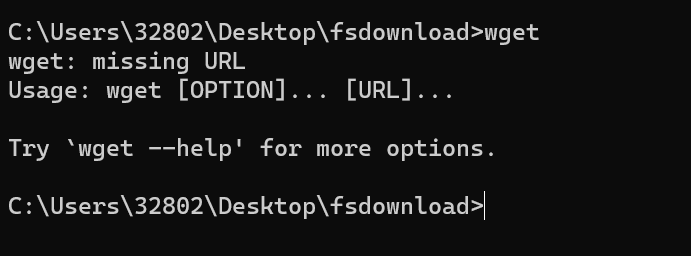 C:\Users\32802\Desktop\fsdownload>wget
wget: missing URL
Usage: wget [OPTION]... [URL]...
Try `wget --help' for more options.
C:\Users\32802\Desktop\fsdownload>